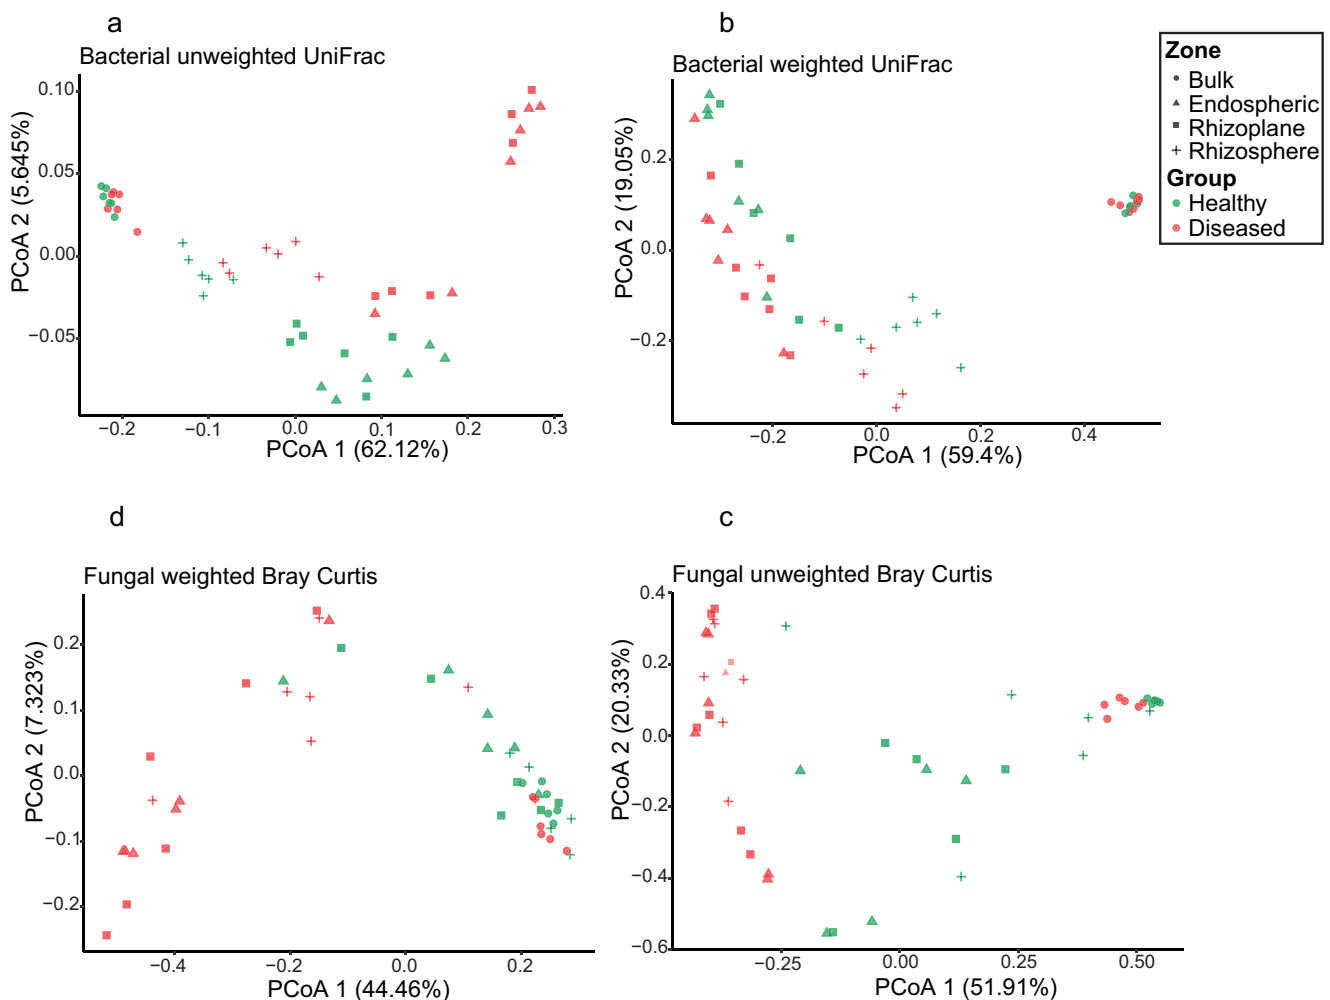 a
Bacterial unweighted UniFrac
0.10
0.05
0.00
−0.05
PCoA 2 (5.645%)
−0.2
−0.1
0.0
0.1
0.2
0.3
PCoA 1 (62.12%)
b
Bacterial weighted UniFrac
0.2
0.0
−0.2
PCoA 2 (19.05%)
−0.2
0.0
0.2
0.4
PCoA 1 (59.4%)
Zone
Bulk
Endospheric
Rhizoplane
Rhizosphere
Group
Healthy
Diseased
d
Fungal weighted Bray Curtis
0.2
0.1
0.0
−0.1
−0.2
PCoA 2 (7.323%)
−0.4
−0.2
0.0
0.2
PCoA 1 (44.46%)
c
Fungal unweighted Bray Curtis
0.4
0.2
0.0
−0.2
−0.4
−0.6
PCoA 2 (20.33%)
−0.25
0.00
0.25
0.50
PCoA 1 (51.91%)